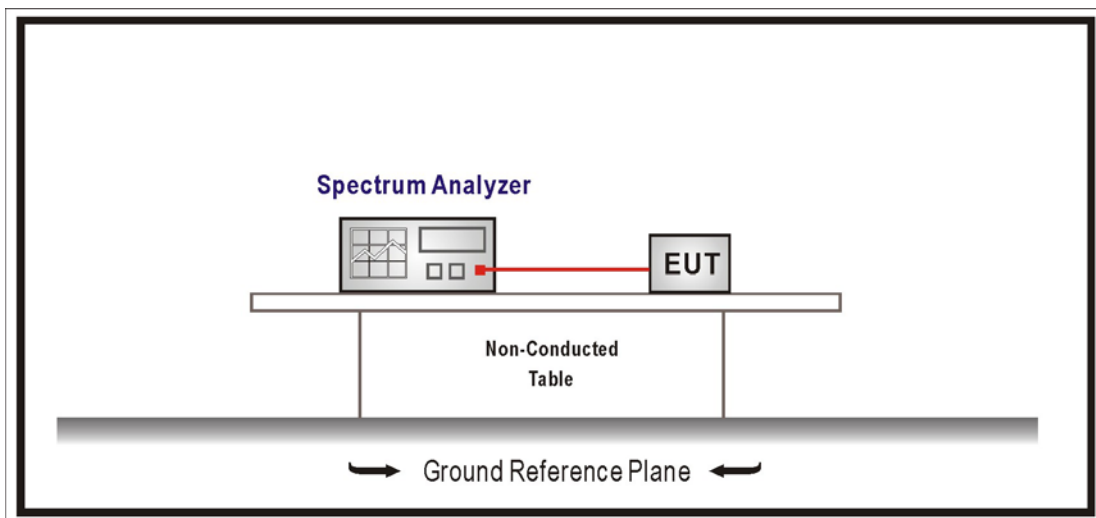 Spectrum Analyzer
EUT
Non-Conducted
Table
Ground Reference Plane